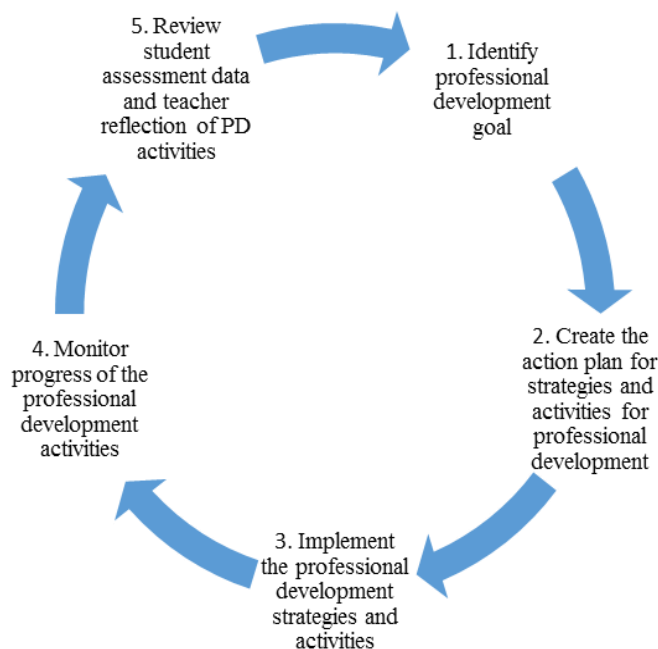 1. Identify
professional
development
goal
2. Create the
action plan for
strategies and
activities for
professional
development
3. Implement
the professional
development
strategies and
activities
4. Monitor
progress of the
professional
development
activities
5. Review
student
assessment data
and teacher
reflection of PD
activities